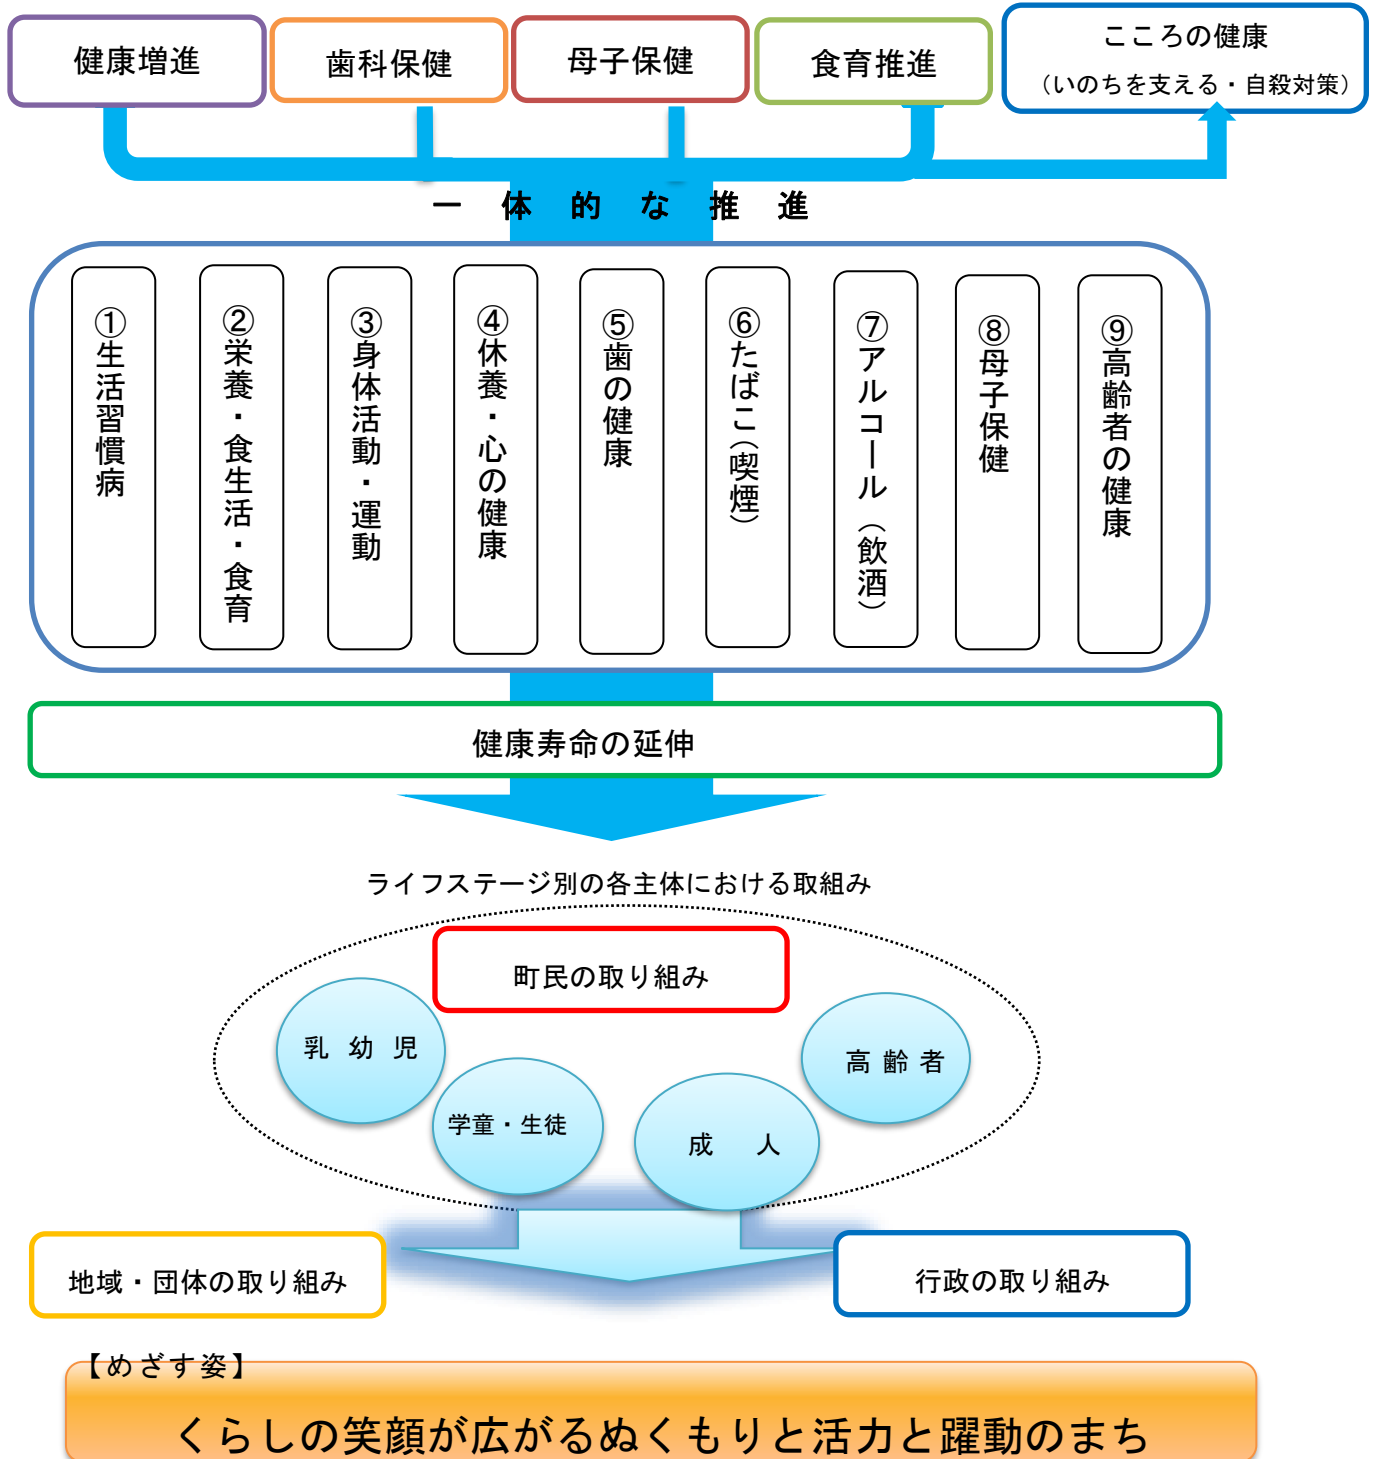 健康増進
歯科保健
母子保健
食育推進
こころの健康
（いのちを支える・自殺対策）
一体的な推進
①生活習慣病
②栄養・食生活・食育
③身体活動・運動
④休養・心の健康
⑤歯の健康
⑥たばこ（喫煙）
⑦アルコール（飲酒）
⑧母子保健
⑨高齢者の健康
健康寿命の延伸
ライフステージ別の各主体における取組み
町民の取り組み
乳幼児
学童・生徒
成人
高齢者
地域・団体の取り組み
行政の取り組み
【めざす姿】
くらしの笑顔が広がるぬくもりと活力と躍動のまち